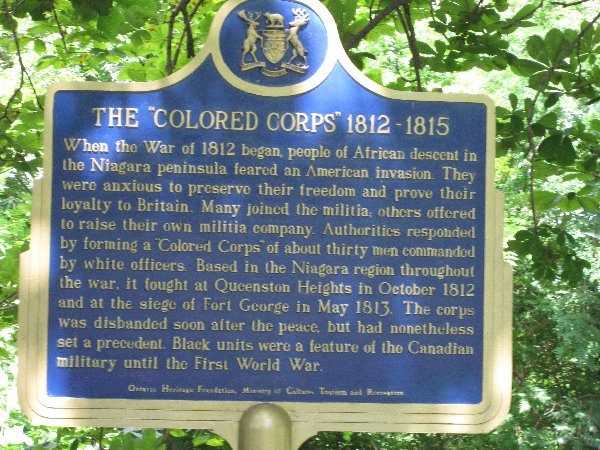 THE "COLORED CORPS" 1812-1815
When the War of 1812 began, people of African descent in
the Niagara peninsula feared an American invasion. They
were anxious to preserve their freedom and prove their
loyalty to Britain. Many joined the militia; others offered
to raise their own militia company. Authorities responded
by forming a "Colored Corps" of about thirty men commanded
by white officers. Based in the Niagara region throughout
the war, it fought at Queenston Heights in October 1812
and at the siege of Fort George in May 1813. The corps
was disbanded soon after the peace, but had nonetheless
set a precedent. Black units were a feature of the Canadian
military until the First World War.
Ontario Heritage Foundation, Ministry of Culture, Tourism and Recreation